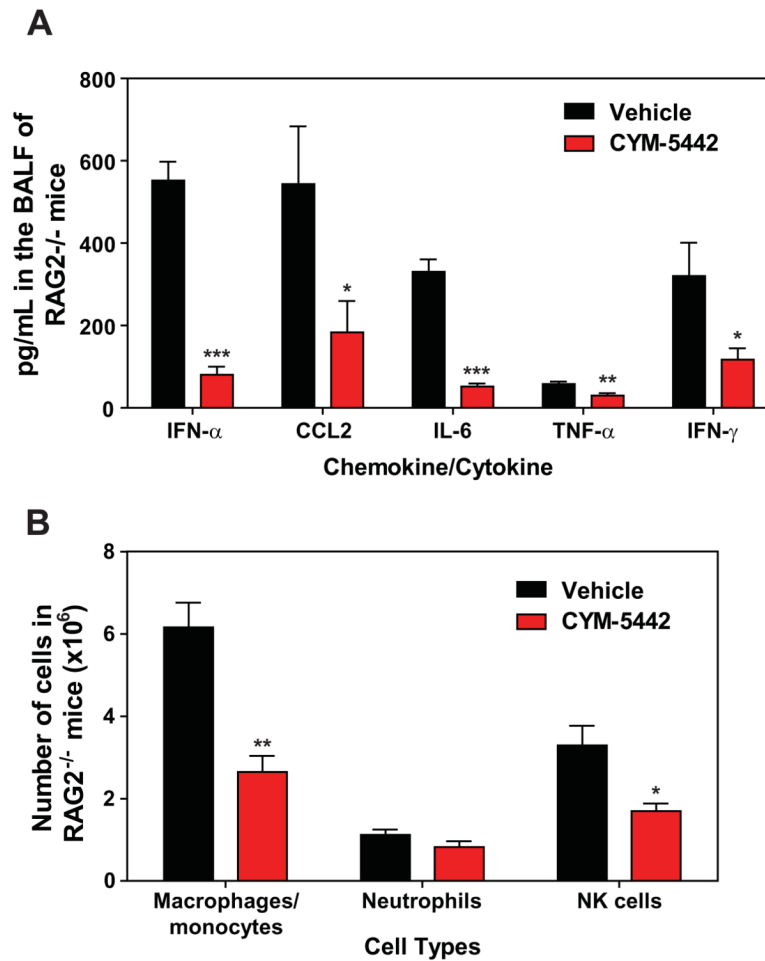 A
pg/mL in the BALF of
RAG2-/- mice
800
600
400
200
0
Vehicle
CYM-5442
***
*
***
**
*
IFN-α
CCL2
IL-6
TNF-α
IFN-γ
Chemokine/Cytokine
B
Number of cells in
RAG2-/- mice (x10⁶)
8
6
4
2
0
Vehicle
CYM-5442
**
*
Macrophages/
monocytes
Neutrophils
NK cells
Cell Types